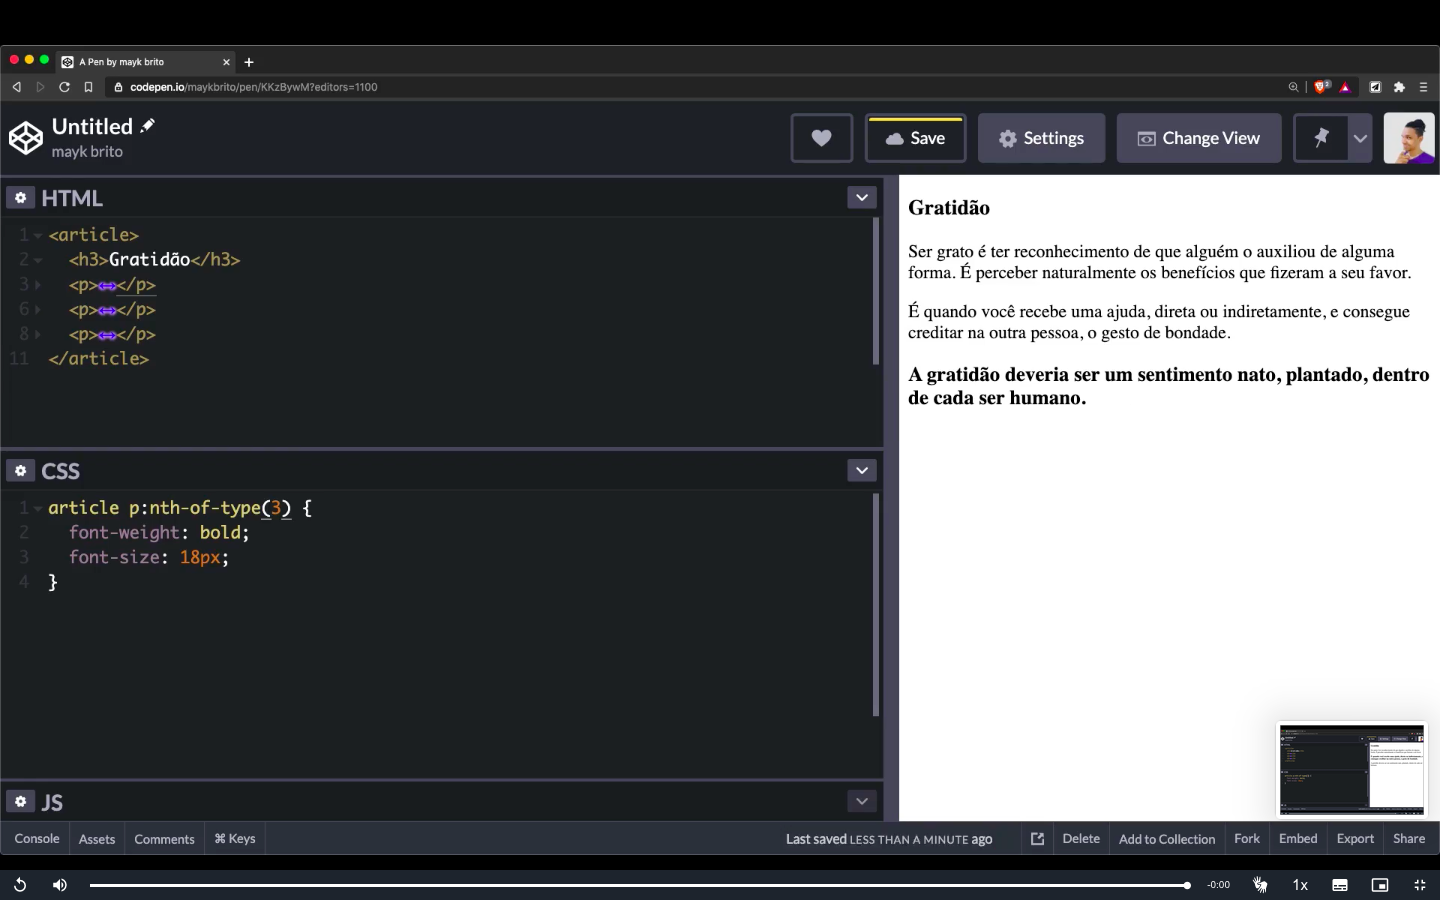 A Pen by mayk brito
codepen.io/maykbrito/pen/KKzBywM?editors=1100
Untitled
mayk brito
Save
Settings
Change View
HTML
1 <article>
2 <h3>Gratidão</h3>
3 <p></p>
6 <p></p>
8 <p></p>
11 </article>
CSS
1 article p:nth-of-type(3) {
2 font-weight: bold;
3 font-size: 18px;
4 }
JS
Gratidão
Ser grato é ter reconhecimento de que alguém o auxiliou de alguma
forma. É perceber naturalmente os benefícios que fizeram a seu favor.
É quando você recebe uma ajuda, direta ou indiretamente, e consegue
creditar na outra pessoa, o gesto de bondade.
A gratidão deveria ser um sentimento nato, plantado, dentro
de cada ser humano.
Console Assets Comments ⌘ Keys Last saved LESS THAN A MINUTE ago Delete Add to Collection Fork Embed Export Share
-0:00 1x